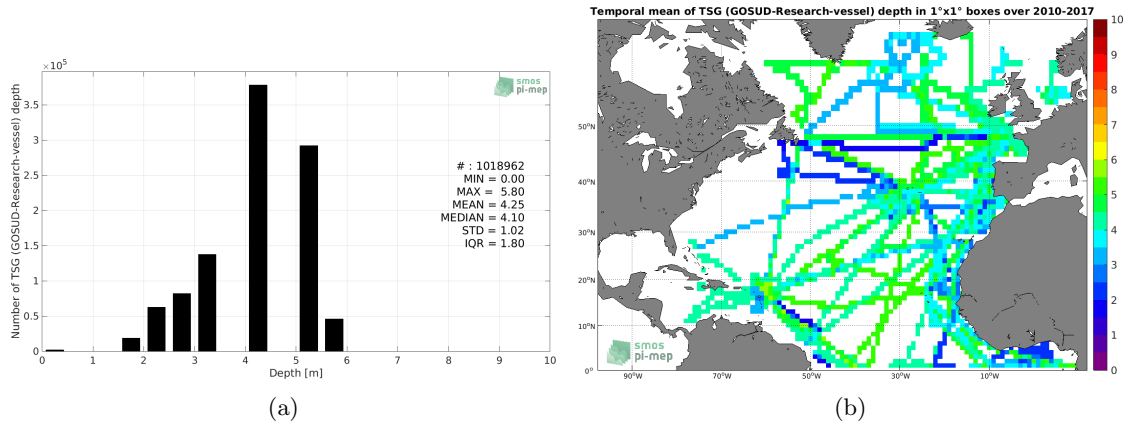 Temporal mean of TSG (GOSUD-Research-vessel) depth in 1°x1° boxes over 2010-2017
×10⁵
Number of TSG (GOSUD-Research-vessel) depth
3.5
3
2.5
2
1.5
1
0.5
0
0 1 2 3 4 5 6 7 8 9 10
Depth [m]
smos
pi-mep
# : 1018962
MIN = 0.00
MAX = 5.80
MEAN = 4.25
MEDIAN = 4.10
STD = 1.02
IQR = 1.80
(a)
50°N
40°N
30°N
20°N
10°N
0°
90°W 70°W 50°W 30°W 10°W
smos
pi-mep
10
9
8
7
6
5
4
3
2
1
0
(b)